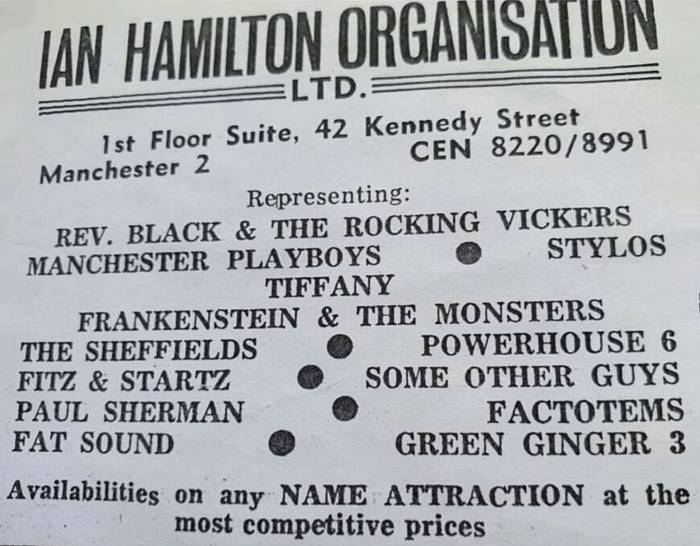 IAN HAMILTON ORGANISATION
LTD.
1st Floor Suite, 42 Kennedy Street
Manchester 2 CEN 8220/8991
Representing:
REV. BLACK & THE ROCKING VICKERS
MANCHESTER PLAYBOYS ● STYLOS
TIFFANY
FRANKENSTEIN & THE MONSTERS
THE SHEFFIELDS ● POWERHOUSE 6
FITZ & STARTZ ● SOME OTHER GUYS
PAUL SHERMAN ● FACTOTEMS
FAT SOUND ● GREEN GINGER 3
Availabilities on any NAME ATTRACTION at the
most competitive prices